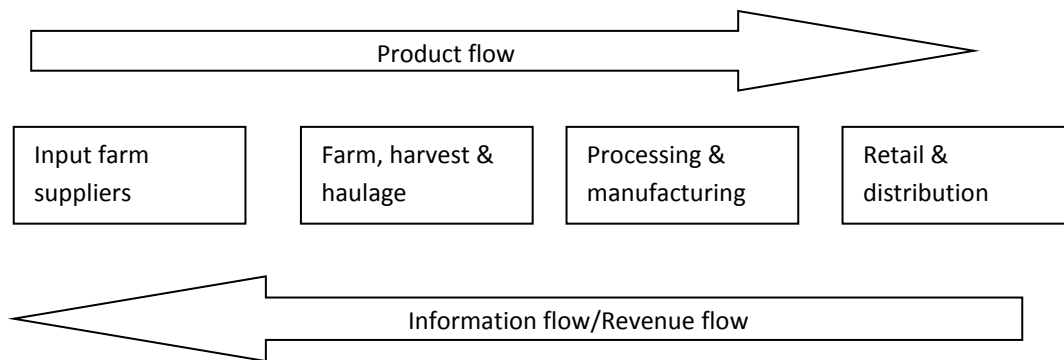 Product flow
Input farm
suppliers
Farm, harvest &
haulage
Processing &
manufacturing
Retail &
distribution
Information flow/Revenue flow